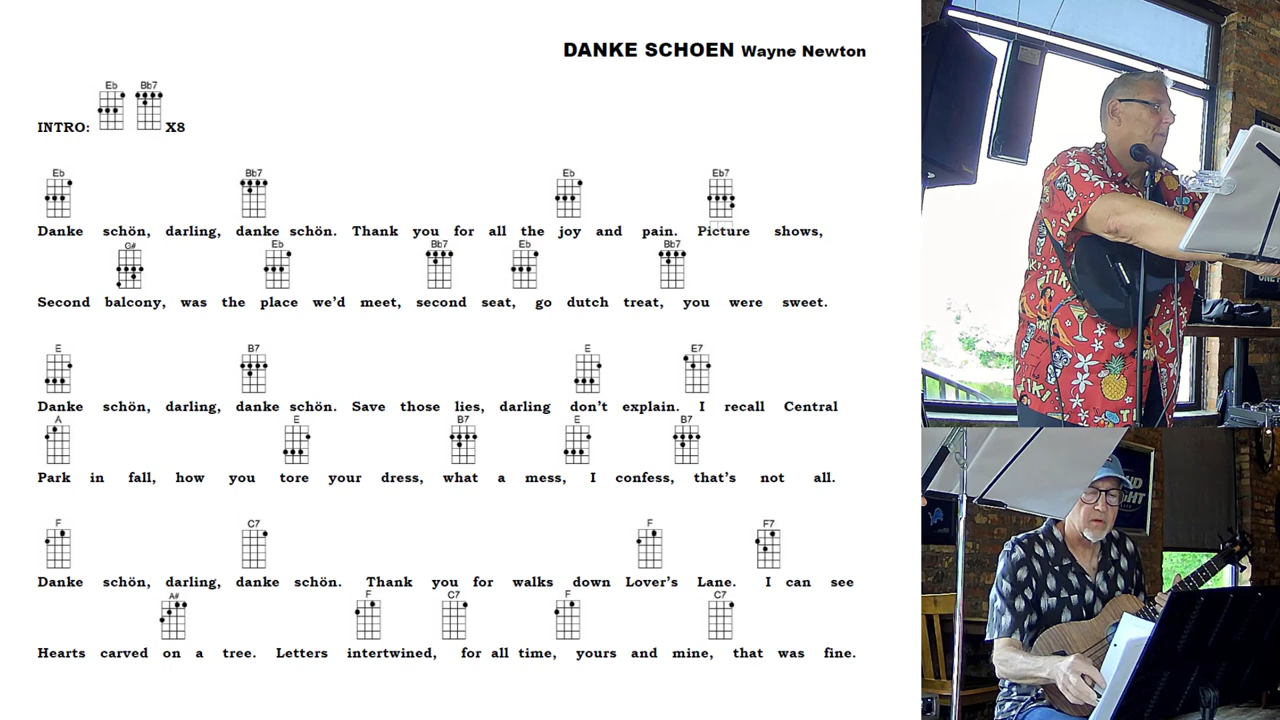 DANKE SCHOEN Wayne Newton
Eb Bb7
INTRO: X8
Eb Bb7 Eb Eb7
Danke schön, darling, danke schön. Thank you for all the joy and pain. Picture shows,
G# Eb Bb7 Eb Bb7
Second balcony, was the place we'd meet, second seat, go dutch treat, you were sweet.
E B7 E E7
Danke schön, darling, danke schön. Save those lies, darling don't explain. I recall Central
A E B7 E B7
Park in fall, how you tore your dress, what a mess, I confess, that's not all.
F C7 F F7
Danke schön, darling, danke schön. Thank you for walks down Lover's Lane. I can see
A# F C7 F C7
Hearts carved on a tree. Letters intertwined, for all time, yours and mine, that was fine.
TIKI
TIKI
TIKI